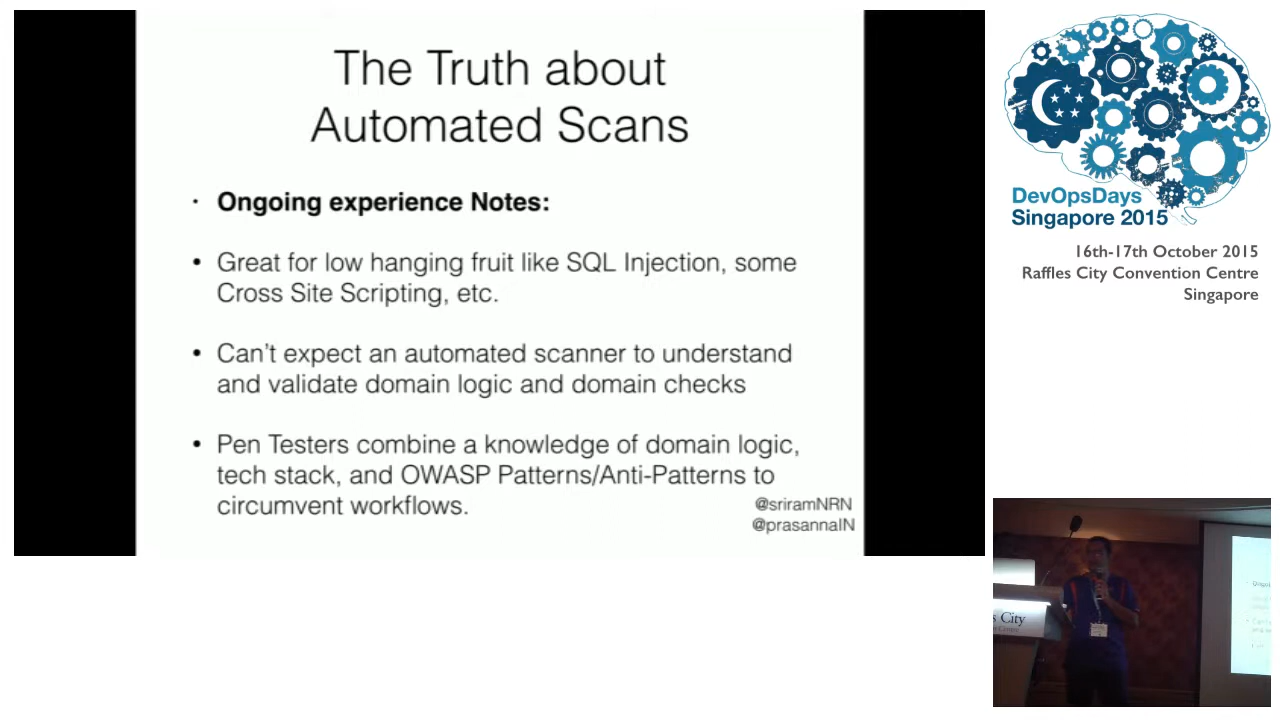 The Truth about
Automated Scans
• Ongoing experience Notes:
• Great for low hanging fruit like SQL Injection, some
Cross Site Scripting, etc.
• Can't expect an automated scanner to understand
and validate domain logic and domain checks
• Pen Testers combine a knowledge of domain logic,
tech stack, and OWASP Patterns/Anti-Patterns to
circumvent workflows.
@sriramNRN
@prasannaIN
DevOpsDays
Singapore 2015
16th-17th October 2015
Raffles City Convention Centre
Singapore
s City